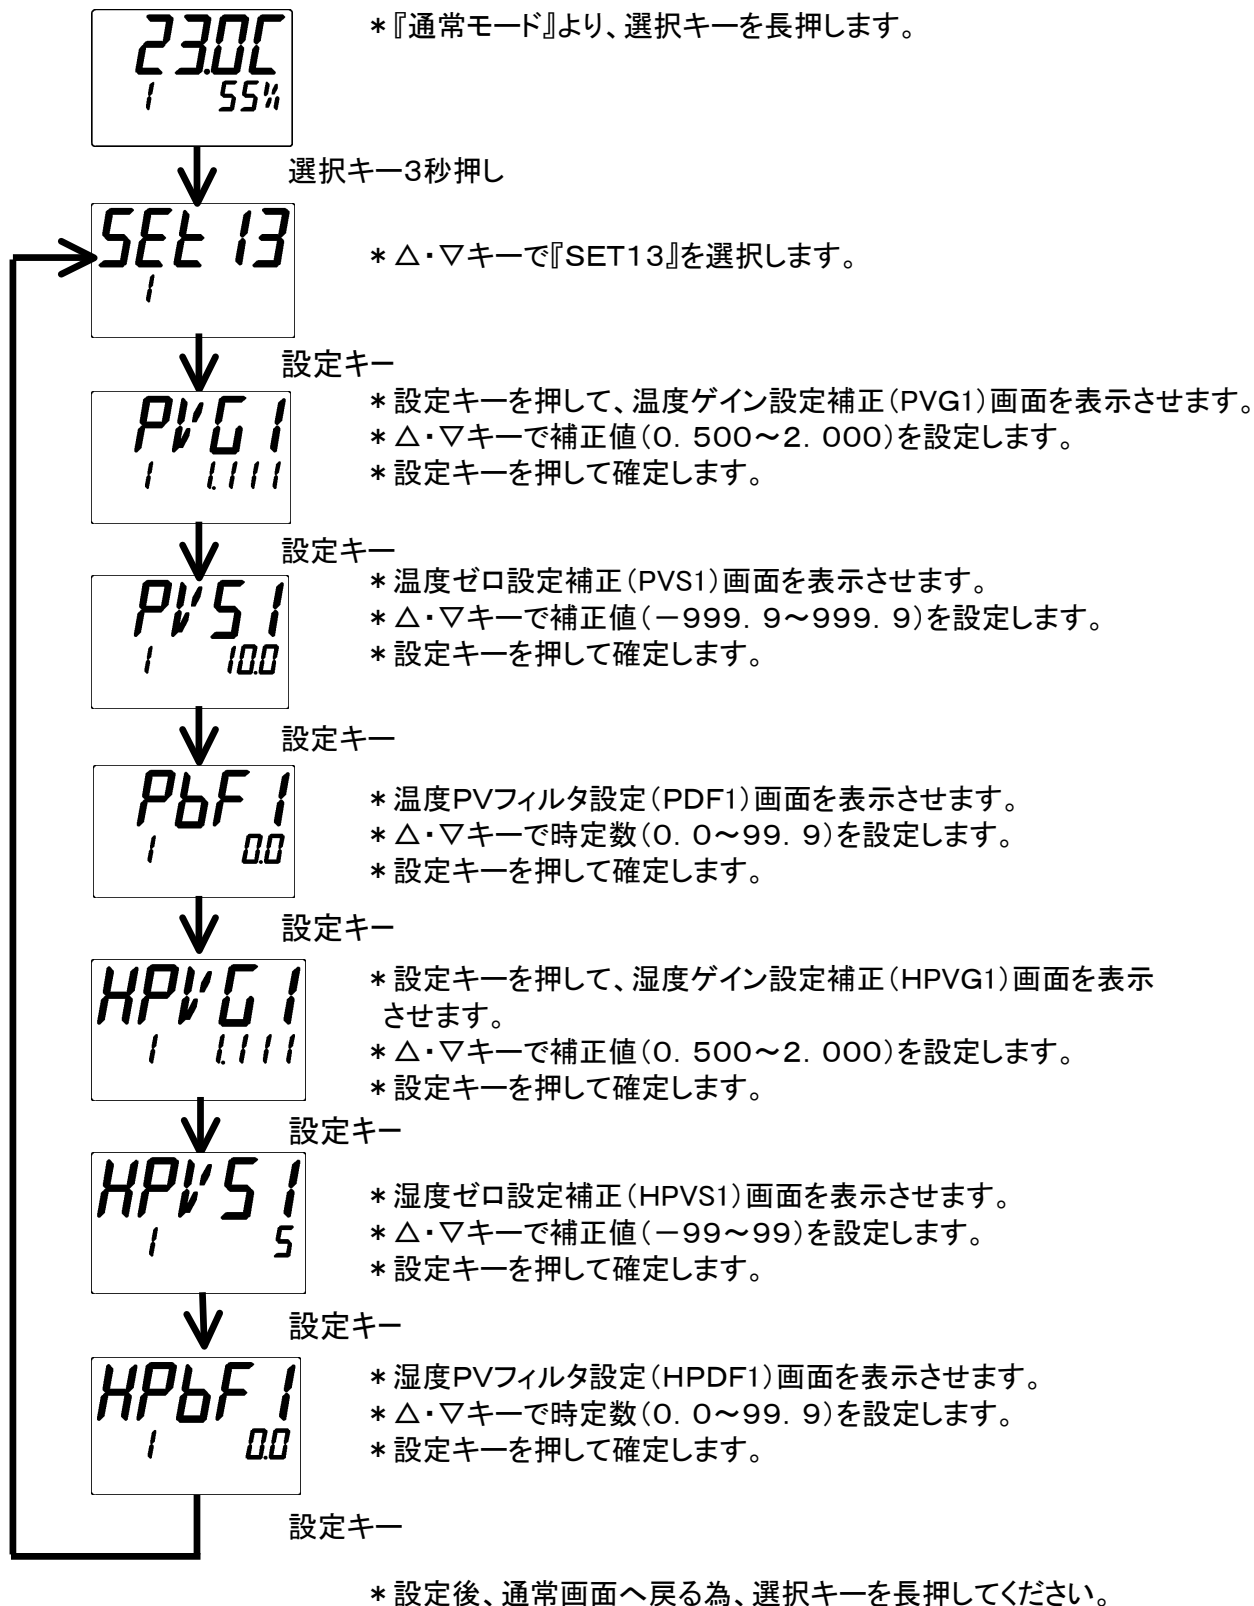 23.0C
1 55%
＊『通常モード』より、選択キーを長押します。
選択キー３秒押し
SEt 13
1
＊△・▽キーで『ＳＥＴ１３』を選択します。
設定キー
PVG1
1 1.111
＊設定キーを押して、温度ゲイン設定補正（PVG1）画面を表示させます。
＊△・▽キーで補正値（０．５００～２．０００）を設定します。
＊設定キーを押して確定します。
設定キー
PVS1
1 10.0
＊温度ゼロ設定補正（PVS1）画面を表示させます。
＊△・▽キーで補正値（－９９９．９～９９９．９）を設定します。
＊設定キーを押して確定します。
設定キー
PbF1
1 0.0
＊温度PVフィルタ設定（PDF1）画面を表示させます。
＊△・▽キーで時定数（０．０～９９．９）を設定します。
＊設定キーを押して確定します。
設定キー
HPVG1
1 1.111
＊設定キーを押して、湿度ゲイン設定補正（HPVG1）画面を表示
させます。
＊△・▽キーで補正値（０．５００～２．０００）を設定します。
＊設定キーを押して確定します。
設定キー
HPVS1
1 5
＊湿度ゼロ設定補正（HPVS1）画面を表示させます。
＊△・▽キーで補正値（－９９～９９）を設定します。
＊設定キーを押して確定します。
設定キー
HPbF1
1 0.0
＊湿度PVフィルタ設定（HPDF1）画面を表示させます。
＊△・▽キーで時定数（０．０～９９．９）を設定します。
＊設定キーを押して確定します。
設定キー
＊設定後、通常画面へ戻る為、選択キーを長押してください。